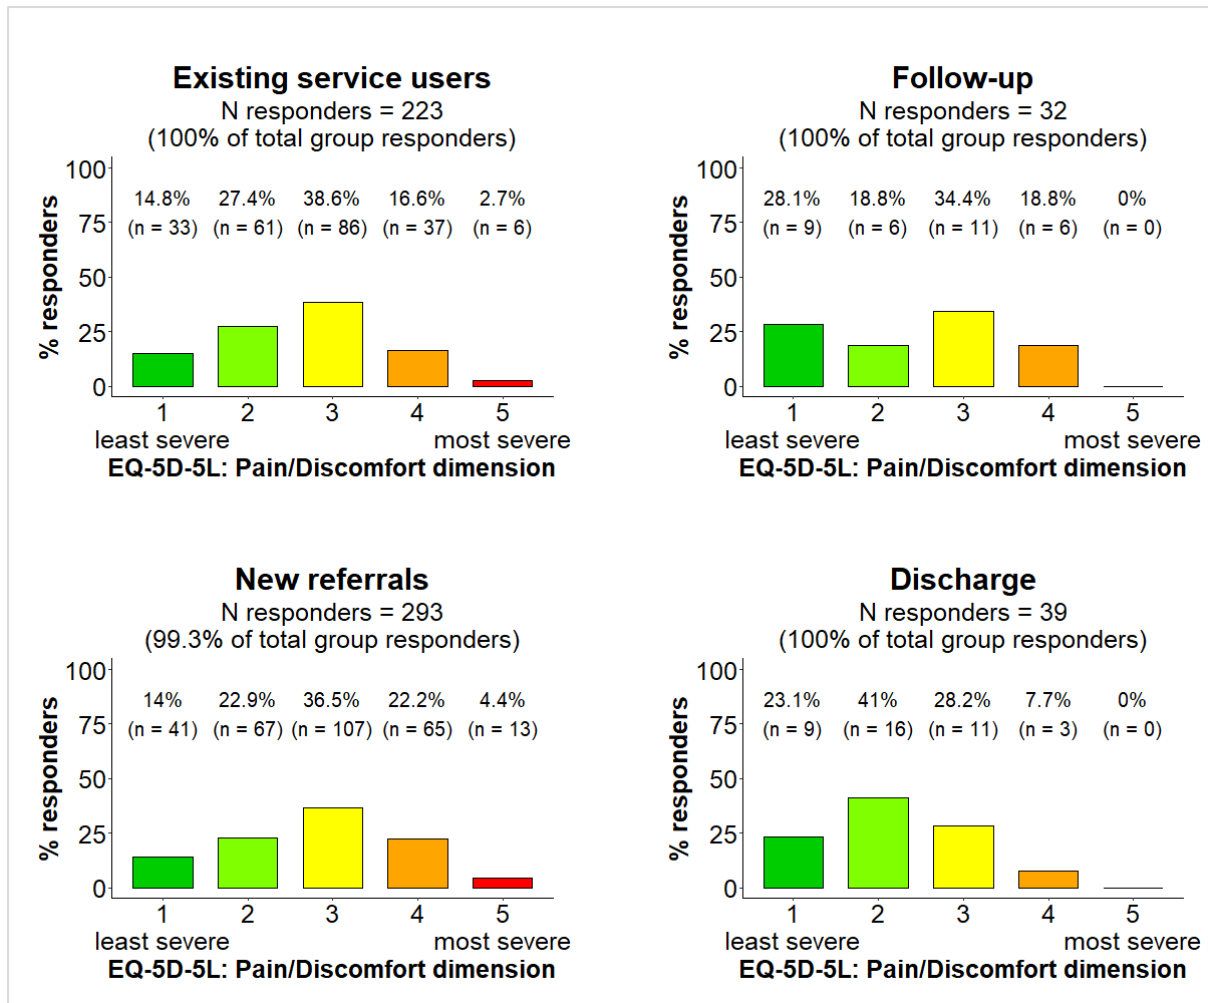 Existing service users
N responders = 223
(100% of total group responders)
100
75
50
25
0
% responders
14.8% 27.4% 38.6% 16.6% 2.7%
(n = 33) (n = 61) (n = 86) (n = 37) (n = 6)
1 2 3 4 5
least severe most severe
EQ-5D-5L: Pain/Discomfort dimension
Follow-up
N responders = 32
(100% of total group responders)
100
75
50
25
0
% responders
28.1% 18.8% 34.4% 18.8% 0%
(n = 9) (n = 6) (n = 11) (n = 6) (n = 0)
1 2 3 4 5
least severe most severe
EQ-5D-5L: Pain/Discomfort dimension
New referrals
N responders = 293
(99.3% of total group responders)
100
75
50
25
0
% responders
14% 22.9% 36.5% 22.2% 4.4%
(n = 41) (n = 67) (n = 107) (n = 65) (n = 13)
1 2 3 4 5
least severe most severe
EQ-5D-5L: Pain/Discomfort dimension
Discharge
N responders = 39
(100% of total group responders)
100
75
50
25
0
% responders
23.1% 41% 28.2% 7.7% 0%
(n = 9) (n = 16) (n = 11) (n = 3) (n = 0)
1 2 3 4 5
least severe most severe
EQ-5D-5L: Pain/Discomfort dimension